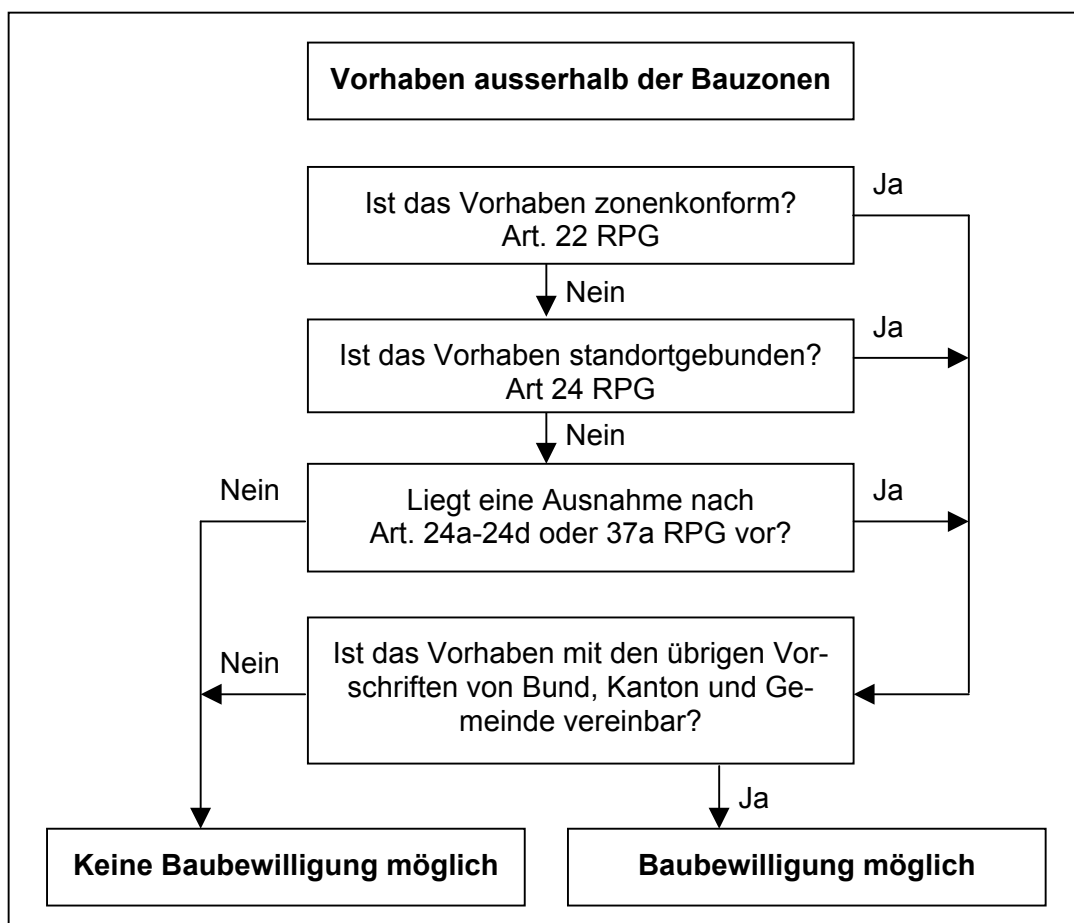 Vorhaben ausserhalb der Bauzonen
Ist das Vorhaben zonenkonform?
Art. 22 RPG
Ja
Nein
Ist das Vorhaben standortgebunden?
Art 24 RPG
Ja
Nein
Nein
Liegt eine Ausnahme nach
Art. 24a-24d oder 37a RPG vor?
Ja
Nein
Ist das Vorhaben mit den übrigen Vor-
schriften von Bund, Kanton und Ge-
meinde vereinbar?
Ja
Keine Baubewilligung möglich
Baubewilligung möglich